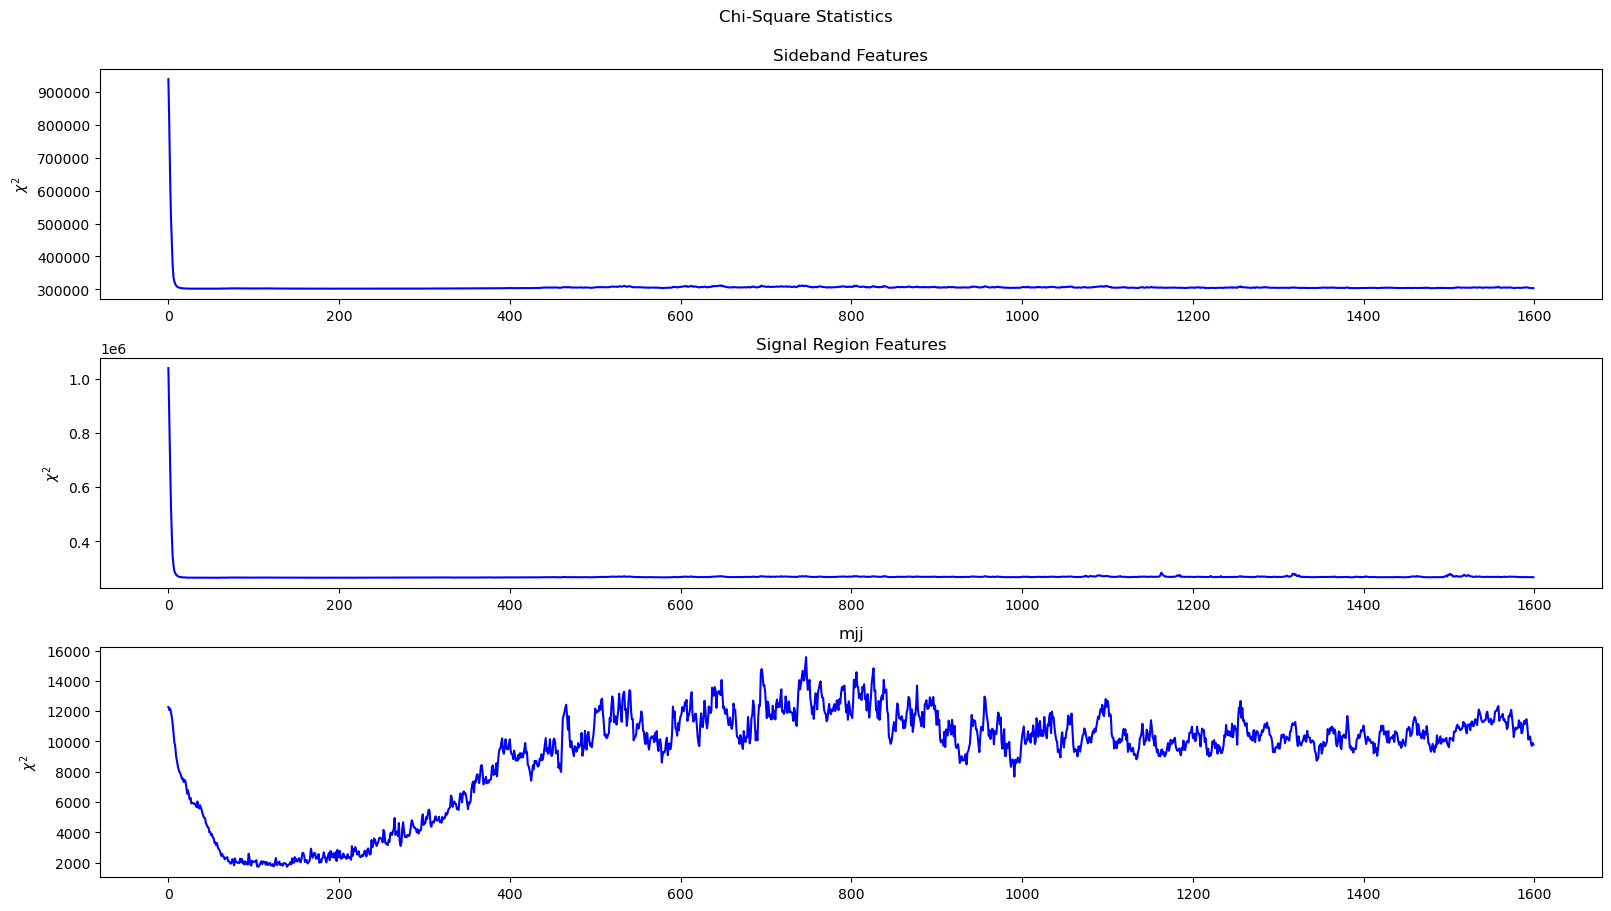 Chi-Square Statistics
Sideband Features
900000
800000
700000
600000
500000
400000
300000
χ²
0 200 400 600 800 1000 1200 1400 1600
Signal Region Features
1e6
1.0
0.8
0.6
0.4
χ²
0 200 400 600 800 1000 1200 1400 1600
mjj
16000
14000
12000
10000
8000
6000
4000
2000
χ²
0 200 400 600 800 1000 1200 1400 1600